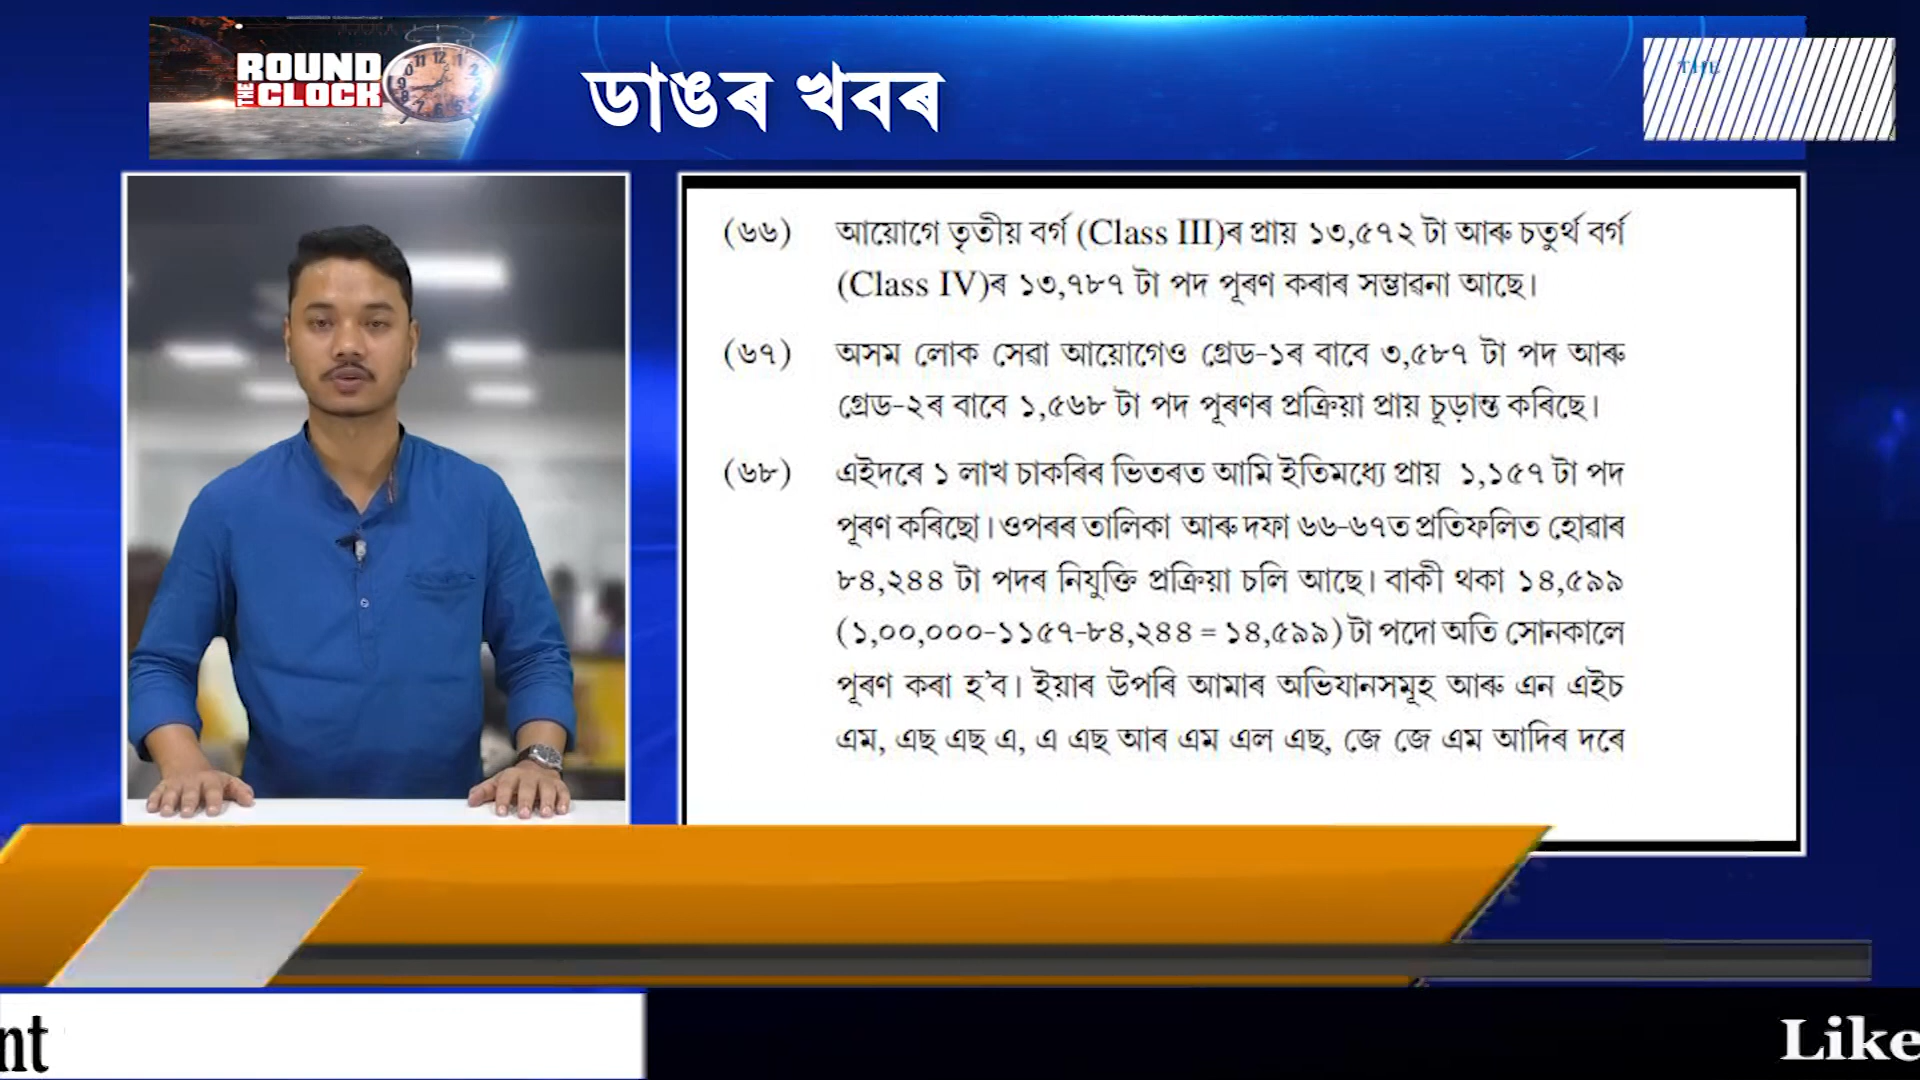 ROUND
THE CLOCK
ডাঙৰ খবৰ
THE
(৬৬) আয়োগে তৃতীয় বৰ্গ (Class III)ৰ প্ৰায় ১৩,৫৭২ টা আৰু চতুৰ্থ বৰ্গ
(Class IV)ৰ ১৩,৭৮৭ টা পদ পূৰণ কৰাৰ সম্ভাৱনা আছে।
(৬৭) অসম লোক সেৱা আয়োগেও গ্ৰেড-১ৰ বাবে ৩,৫৮৭ টা পদ আৰু
গ্ৰেড-২ৰ বাবে ১,৫৬৮ টা পদ পূৰণৰ প্ৰক্ৰিয়া প্ৰায় চূড়ান্ত কৰিছে।
(৬৮) এইদৰে ১ লাখ চাকৰিৰ ভিতৰত আমি ইতিমধ্যে প্ৰায় ১,১৫৭ টা পদ
পূৰণ কৰিছো। ওপৰৰ তালিকা আৰু দফা ৬৬-৬৭ত প্ৰতিফলিত হোৱাৰ
৮৪,২৪৪ টা পদৰ নিযুক্তি প্ৰক্ৰিয়া চলি আছে। বাকী থকা ১৪,৫৯৯
(১,০০,০০০-১১৫৭-৮৪,২৪৪ = ১৪,৫৯৯) টা পদো অতি সোনকালে
পূৰণ কৰা হ’ব। ইয়াৰ উপৰি আমাৰ অভিযানসমূহ আৰু এন এইচ
এম, এছ এছ এ, এ এছ আৰ এম এল এছ, জে জে এম আদিৰ দৰে
nt
Like